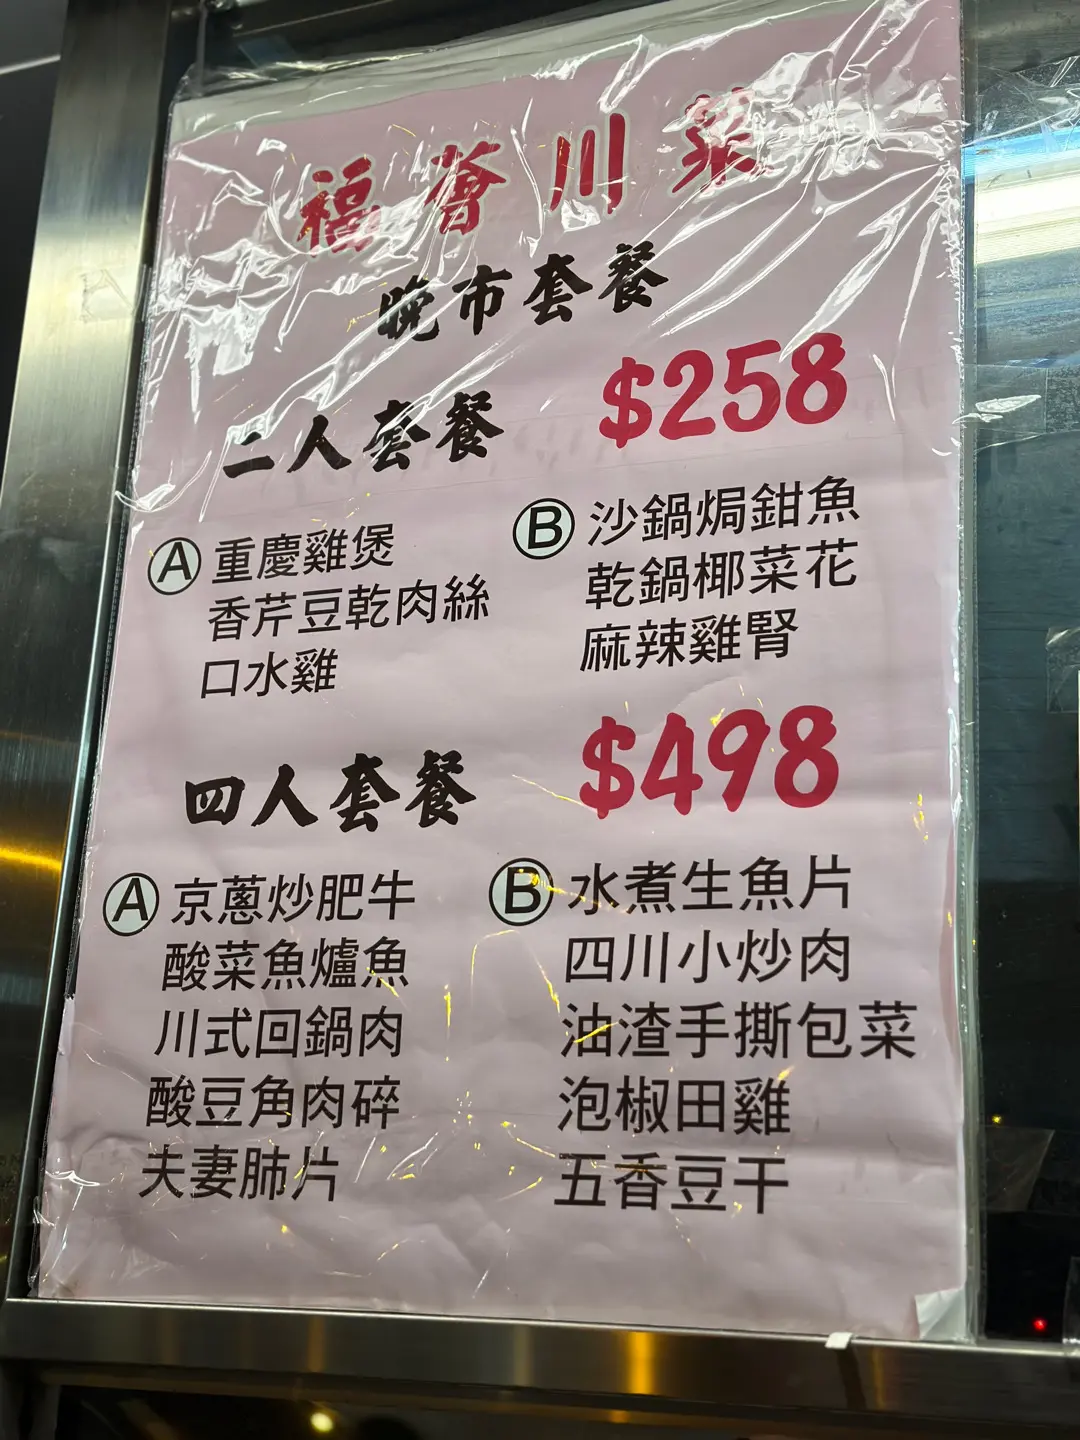 福薈川菜
晚市套餐
二人套餐 $258
Ⓐ 重慶雞煲
香芹豆乾肉絲
口水雞
Ⓑ 沙鍋焗鉗魚
乾鍋椰菜花
麻辣雞腎
四人套餐 $498
Ⓐ 京蔥炒肥牛
酸菜魚爐魚
川式回鍋肉
酸豆角肉碎
夫妻肺片
Ⓑ 水煮生魚片
四川小炒肉
油渣手撕包菜
泡椒田雞
五香豆干